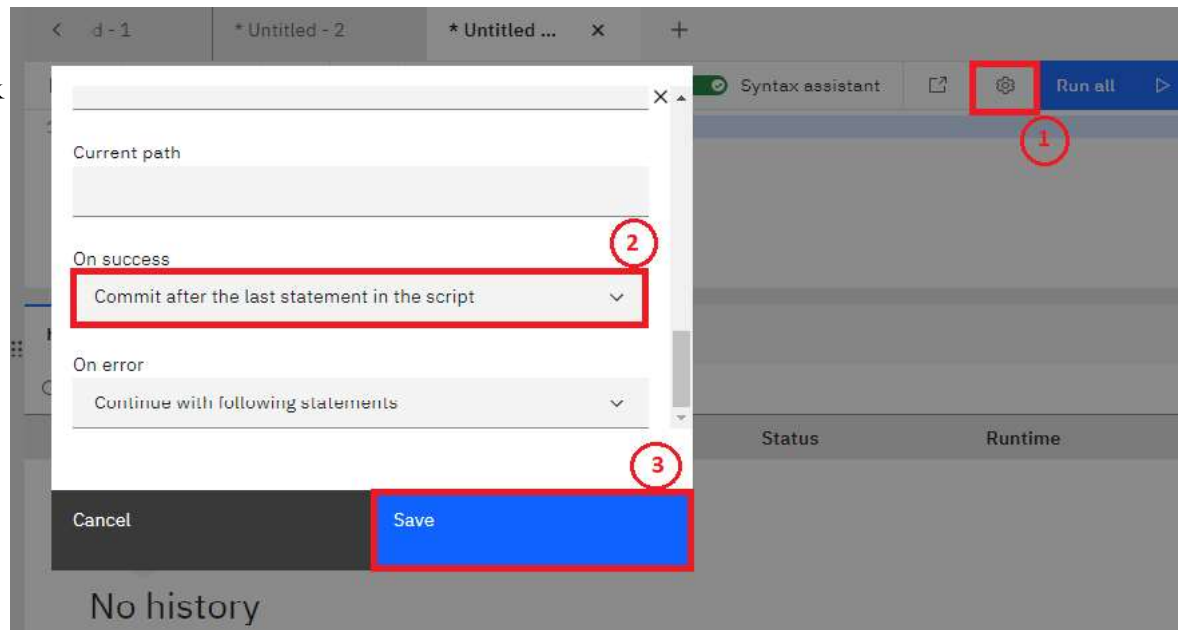 d - 1
* Untitled - 2
* Untitled ...
Syntax assistant
Run all
1
Current path
2
On success
Commit after the last statement in the script
On error
Continue with following statements
Status
Runtime
3
Cancel
Save
No history